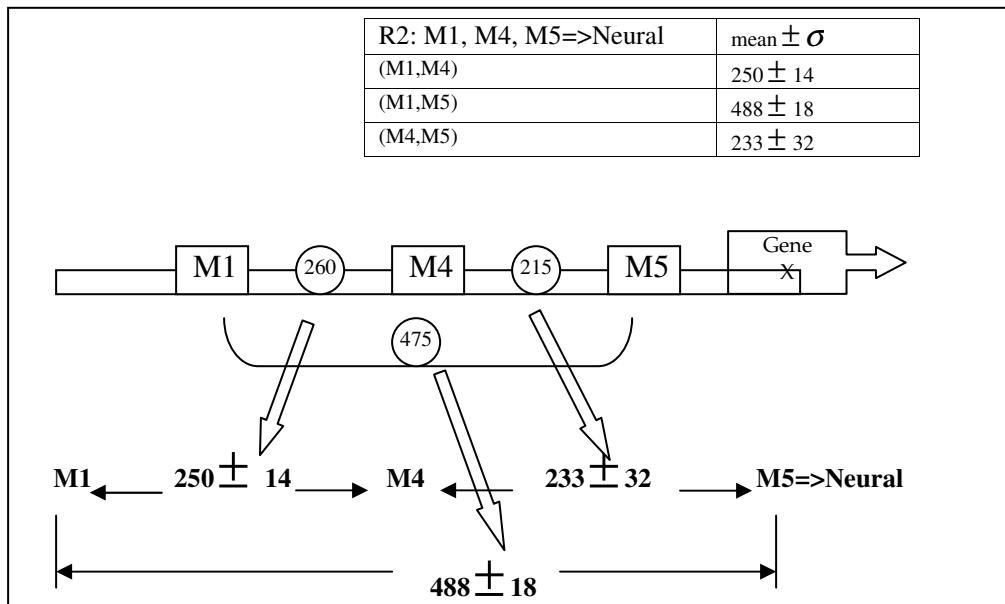 R2: M1, M4, M5=>Neural mean ± σ
(M1,M4) 250 ± 14
(M1,M5) 488 ± 18
(M4,M5) 233 ± 32
M1 260 M4 215 M5 Gene X
475
M1 250 ± 14 M4 233 ± 32 M5=>Neural
488 ± 18